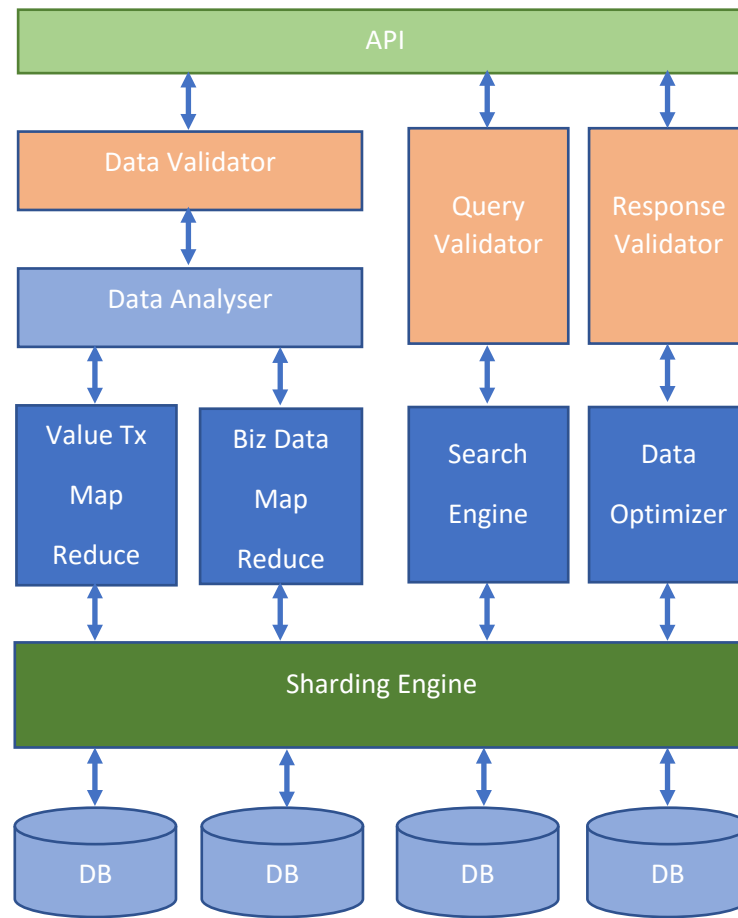 API
Data Validator
Query
Validator
Response
Validator
Data Analyser
Value Tx
Map
Reduce
Biz Data
Map
Reduce
Search
Engine
Data
Optimizer
Sharding Engine
DB
DB
DB
DB